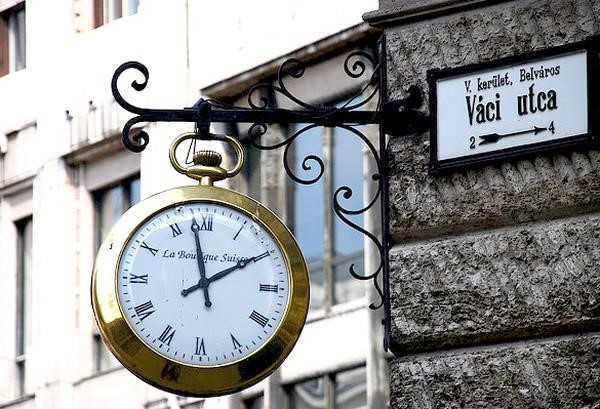 V. kerület, Belváros
Váci utca
2 4
XII
I
II
III
IIII
V
VI
VII
VIII
IX
X
XI
La Boutique Suisse